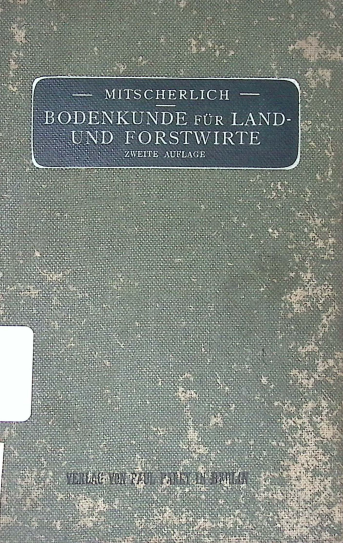 — MITSCHERLICH —
BODENKUNDE FÜR LAND-
UND FORSTWIRTE
ZWEITE AUFLAGE
VERLAG VON PAUL PAREY IN BERLIN